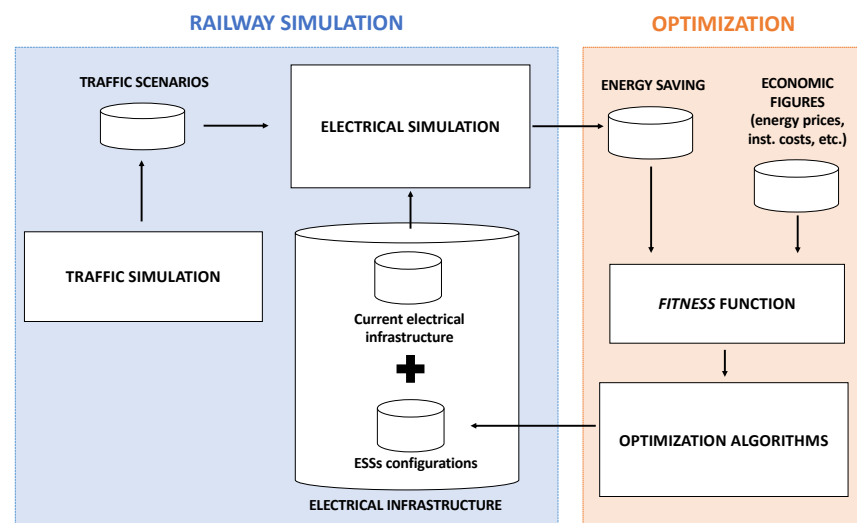 RAILWAY SIMULATION
OPTIMIZATION
TRAFFIC SCENARIOS
ELECTRICAL SIMULATION
ENERGY SAVING
ECONOMIC
FIGURES
(energy prices,
inst. costs, etc.)
TRAFFIC SIMULATION
Current electrical
infrastructure
FITNESS FUNCTION
ESSs configurations
OPTIMIZATION ALGORITHMS
ELECTRICAL INFRASTRUCTURE